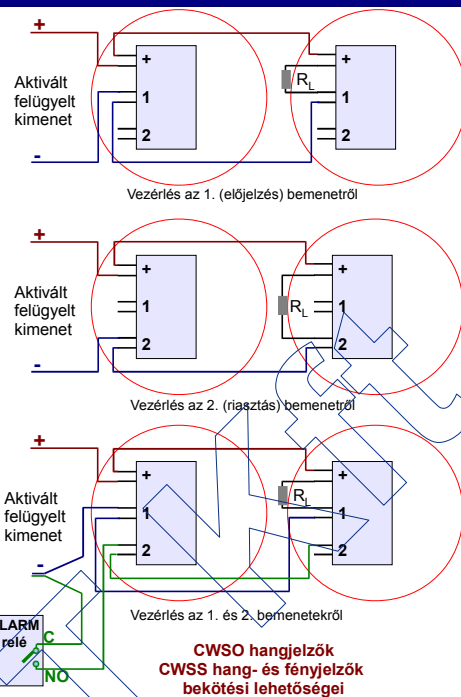 +
Aktivált
felügyelt
kimenet
-
+
1
2
+
1
2
RL
Vezérlés az 1. (előjelzés) bemenetről
+
Aktivált
felügyelt
kimenet
-
+
1
2
+
1
2
RL
Vezérlés az 2. (riasztás) bemenetről
+
Aktivált
felügyelt
kimenet
-
+
1
2
+
1
2
RL
Vezérlés az 1. és 2. bemenetekről
LARM
relé
C
NO
CWSO hangjelzők
CWSS hang- és fényjelzők
bekötési lehetőségei